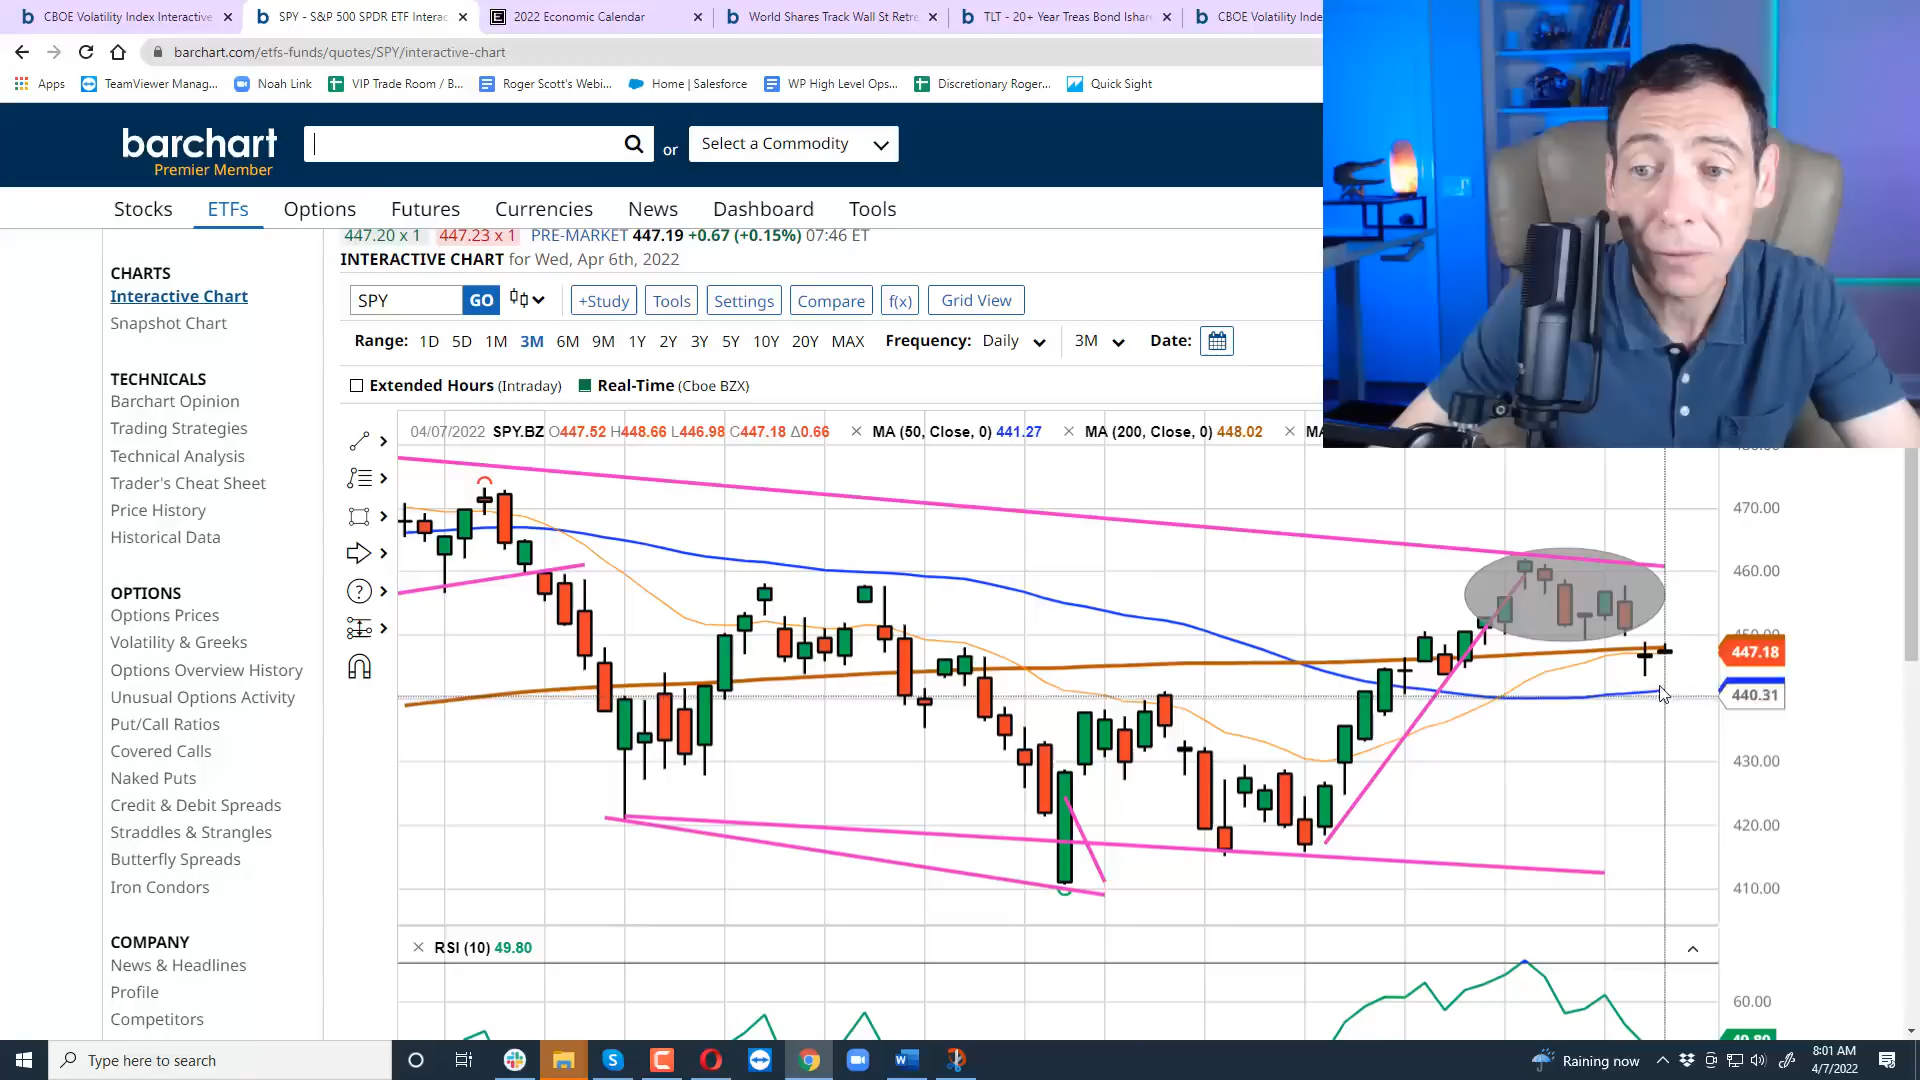 CBOE Volatility Index Interactive
SPY - S&P 500 SPDR ETF Interac
2022 Economic Calendar
World Shares Track Wall St Retre
TLT - 20+ Year Treas Bond Ishar
CBOE Volatility Inde
barchart.com/etfs-funds/quotes/SPY/interactive-chart
Apps
TeamViewer Manag...
Noah Link
VIP Trade Room / B...
Roger Scott's Webi...
Home | Salesforce
WP High Level Ops...
Discretionary Roger...
Quick Sight
barchart
Premier Member
or
Select a Commodity
Stocks ETFs Options Futures Currencies News Dashboard Tools
447.20 x 1 447.23 x 1 PRE-MARKET 447.19 +0.67 (+0.15%) 07:46 ET
INTERACTIVE CHART for Wed, Apr 6th, 2022
SPY GO +Study Tools Settings Compare f(x) Grid View
Range: 1D 5D 1M 3M 6M 9M 1Y 2Y 3Y 5Y 10Y 20Y MAX Frequency: Daily 3M Date:
Extended Hours (Intraday) Real-Time (Cboe BZX)
04/07/2022 SPY.BZ O447.52 H448.66 L446.98 C447.18 Δ0.66 MA (50, Close, 0) 441.27 MA (200, Close, 0) 448.02
CHARTS
Interactive Chart
Snapshot Chart
TECHNICALS
Barchart Opinion
Trading Strategies
Technical Analysis
Trader's Cheat Sheet
Price History
Historical Data
OPTIONS
Options Prices
Volatility & Greeks
Options Overview History
Unusual Options Activity
Put/Call Ratios
Covered Calls
Naked Puts
Credit & Debit Spreads
Straddles & Strangles
Butterfly Spreads
Iron Condors
COMPANY
News & Headlines
Profile
Competitors
470.00
460.00
450.00
447.18
440.31
430.00
420.00
410.00
RSI (10) 49.80
60.00
49.80
Type here to search
Raining now
8:01 AM
4/7/2022